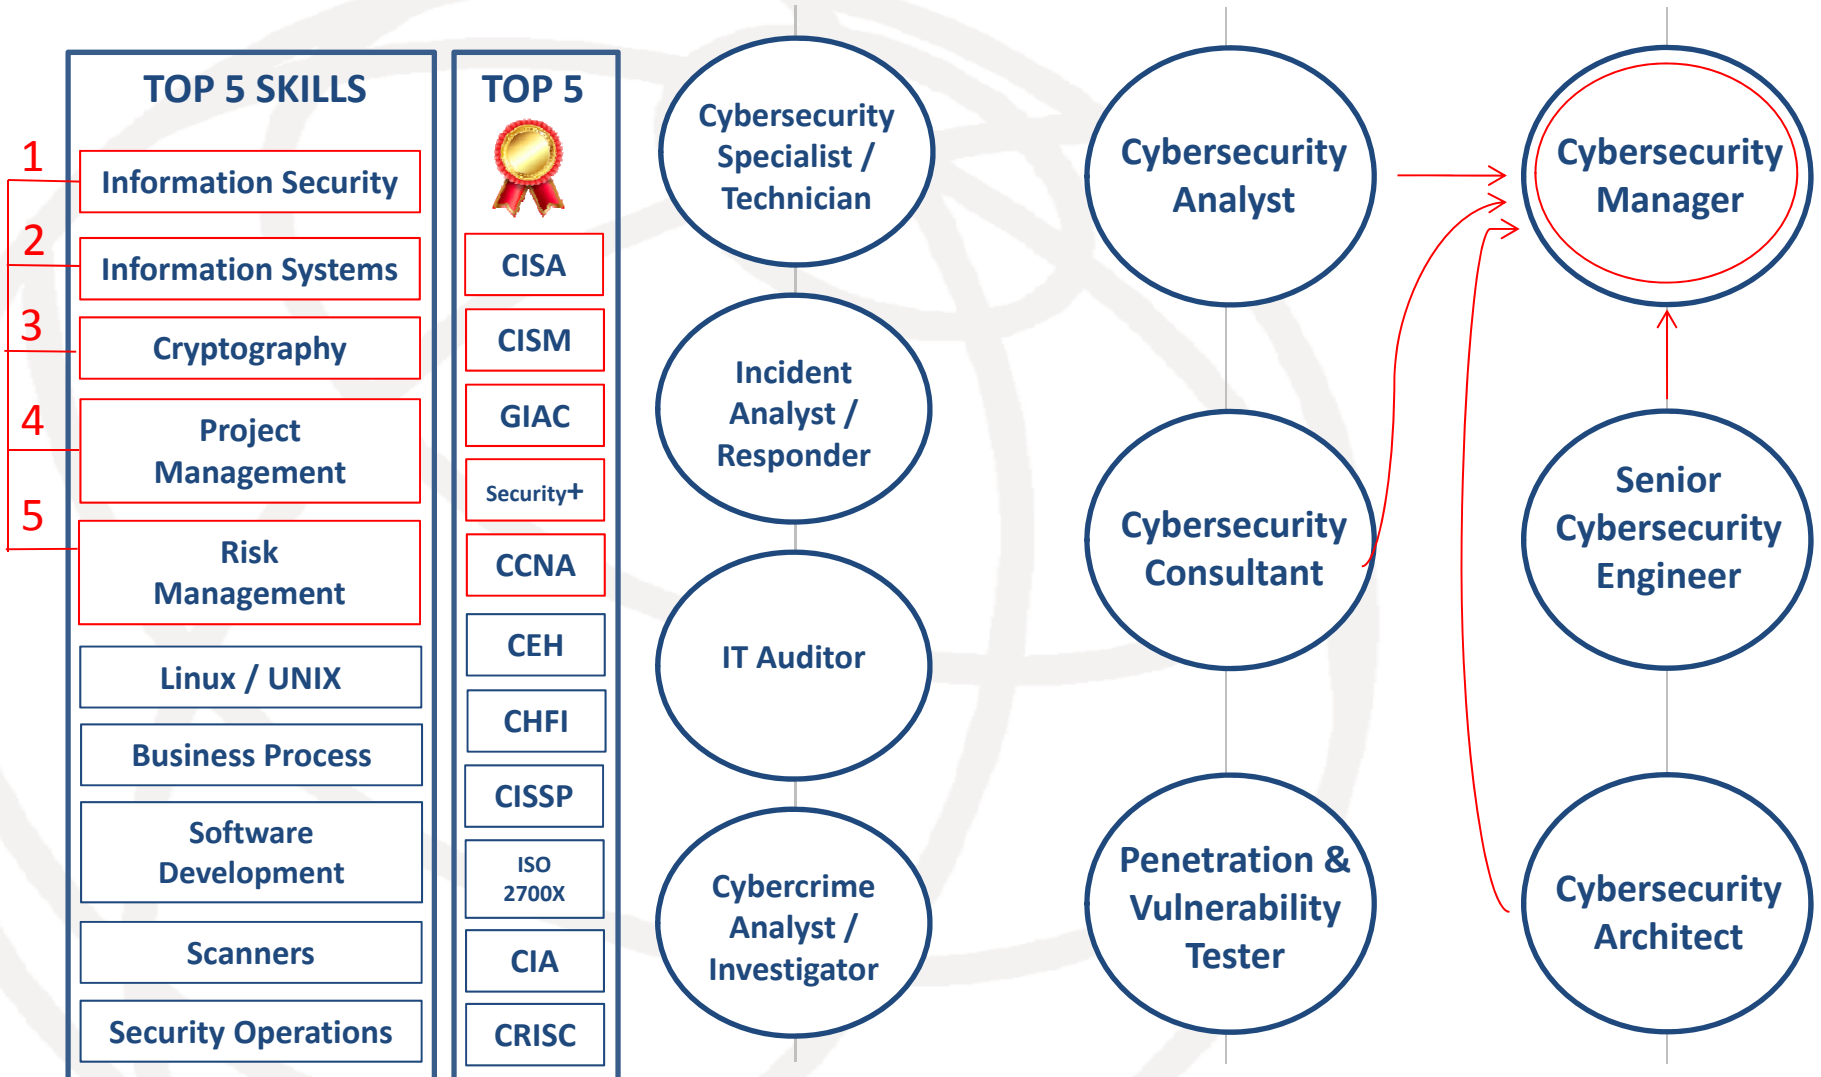 TOP 5 SKILLS
1
Information Security
2
Information Systems
3
Cryptography
4
Project
Management
5
Risk
Management
Linux / UNIX
Business Process
Software
Development
Scanners
Security Operations
TOP 5
CISA
CISM
GIAC
Security+
CCNA
CEH
CHFI
CISSP
ISO
2700X
CIA
CRISC
Cybersecurity
Specialist /
Technician
Incident
Analyst /
Responder
IT Auditor
Cybercrime
Analyst /
Investigator
Cybersecurity
Analyst
Cybersecurity
Consultant
Penetration &
Vulnerability
Tester
Cybersecurity
Manager
Senior
Cybersecurity
Engineer
Cybersecurity
Architect